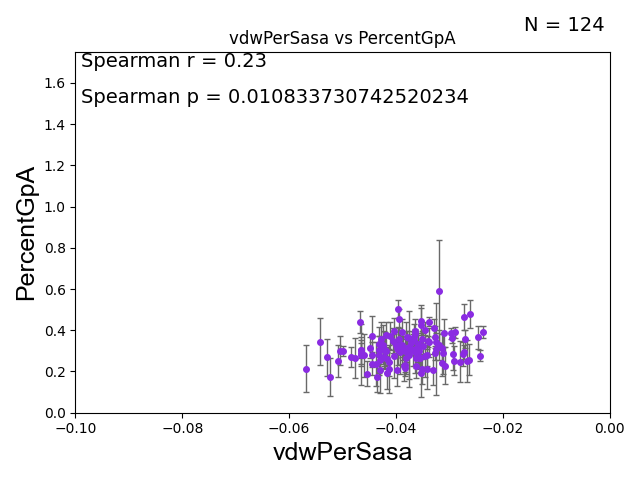 N = 124
vdwPerSasa vs PercentGpA
Spearman r = 0.23
Spearman p = 0.010833730742520234
PercentGpA
1.6
1.4
1.2
1.0
0.8
0.6
0.4
0.2
0.0
−0.10 −0.08 −0.06 −0.04 −0.02 0.00
vdwPerSasa